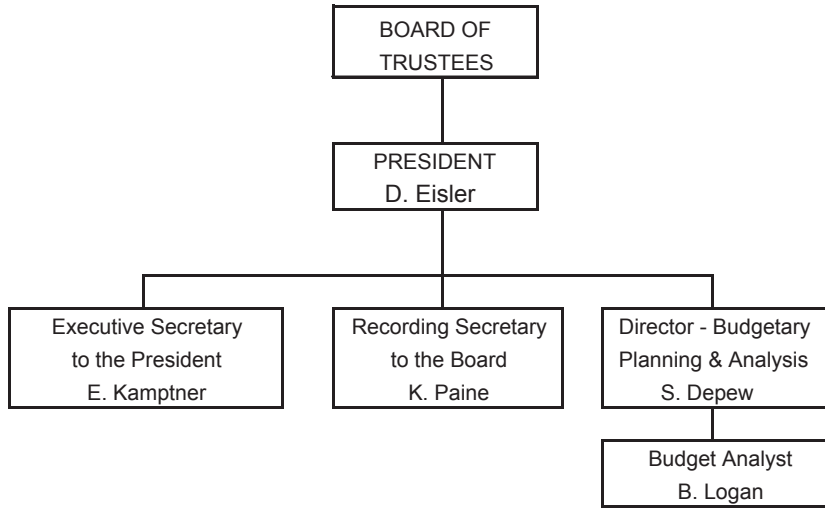 BOARD OF
TRUSTEES
PRESIDENT
D. Eisler
Executive Secretary
to the President
E. Kamptner
Recording Secretary
to the Board
K. Paine
Director - Budgetary
Planning & Analysis
S. Depew
Budget Analyst
B. Logan